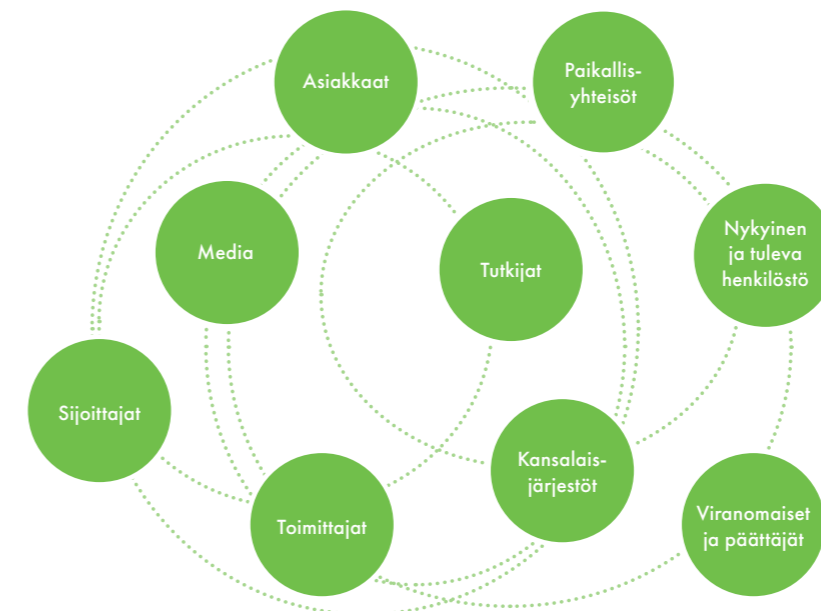 Asiakkaat
Paikallis-
yhteisöt
Media
Tutkijat
Nykyinen
ja tuleva
henkilöstö
Sijoittajat
Kansalais-
järjestöt
Toimittajat
Viranomaiset
ja päättäjät